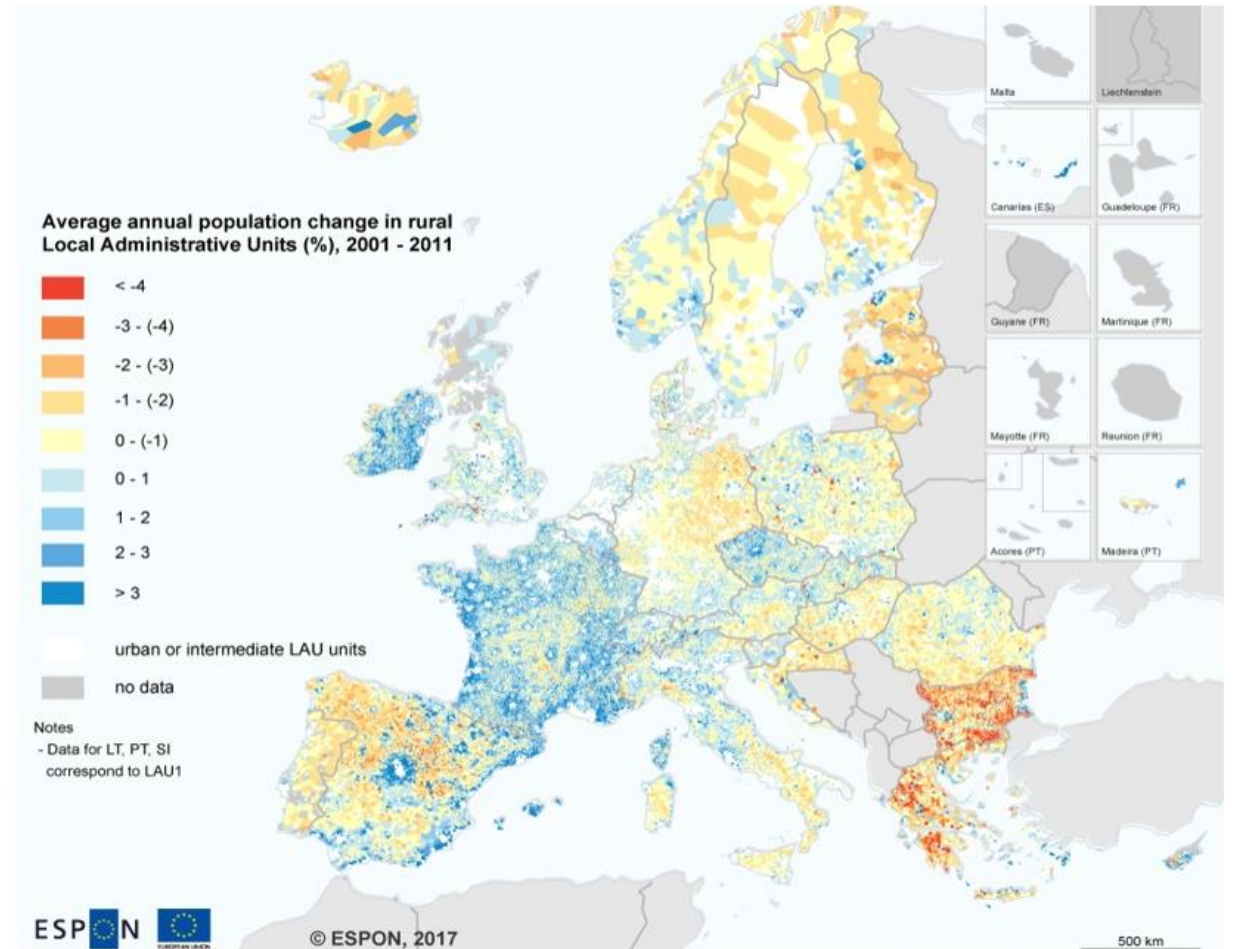 Average annual population change in rural
Local Administrative Units (%), 2001 - 2011
< -4
-3 - (-4)
-2 - (-3)
-1 - (-2)
0 - (-1)
0 - 1
1 - 2
2 - 3
> 3
urban or intermediate LAU units
no data
Notes
- Data for LT, PT, SI
correspond to LAU1
Malta
Liechtenstein
Canarias (ES)
Guadeloupe (FR)
Guyane (FR)
Martinique (FR)
Mayotte (FR)
Reunion (FR)
Acores (PT)
Madeira (PT)
ESPON
EUROPEAN UNION
© ESPON, 2017
500 km